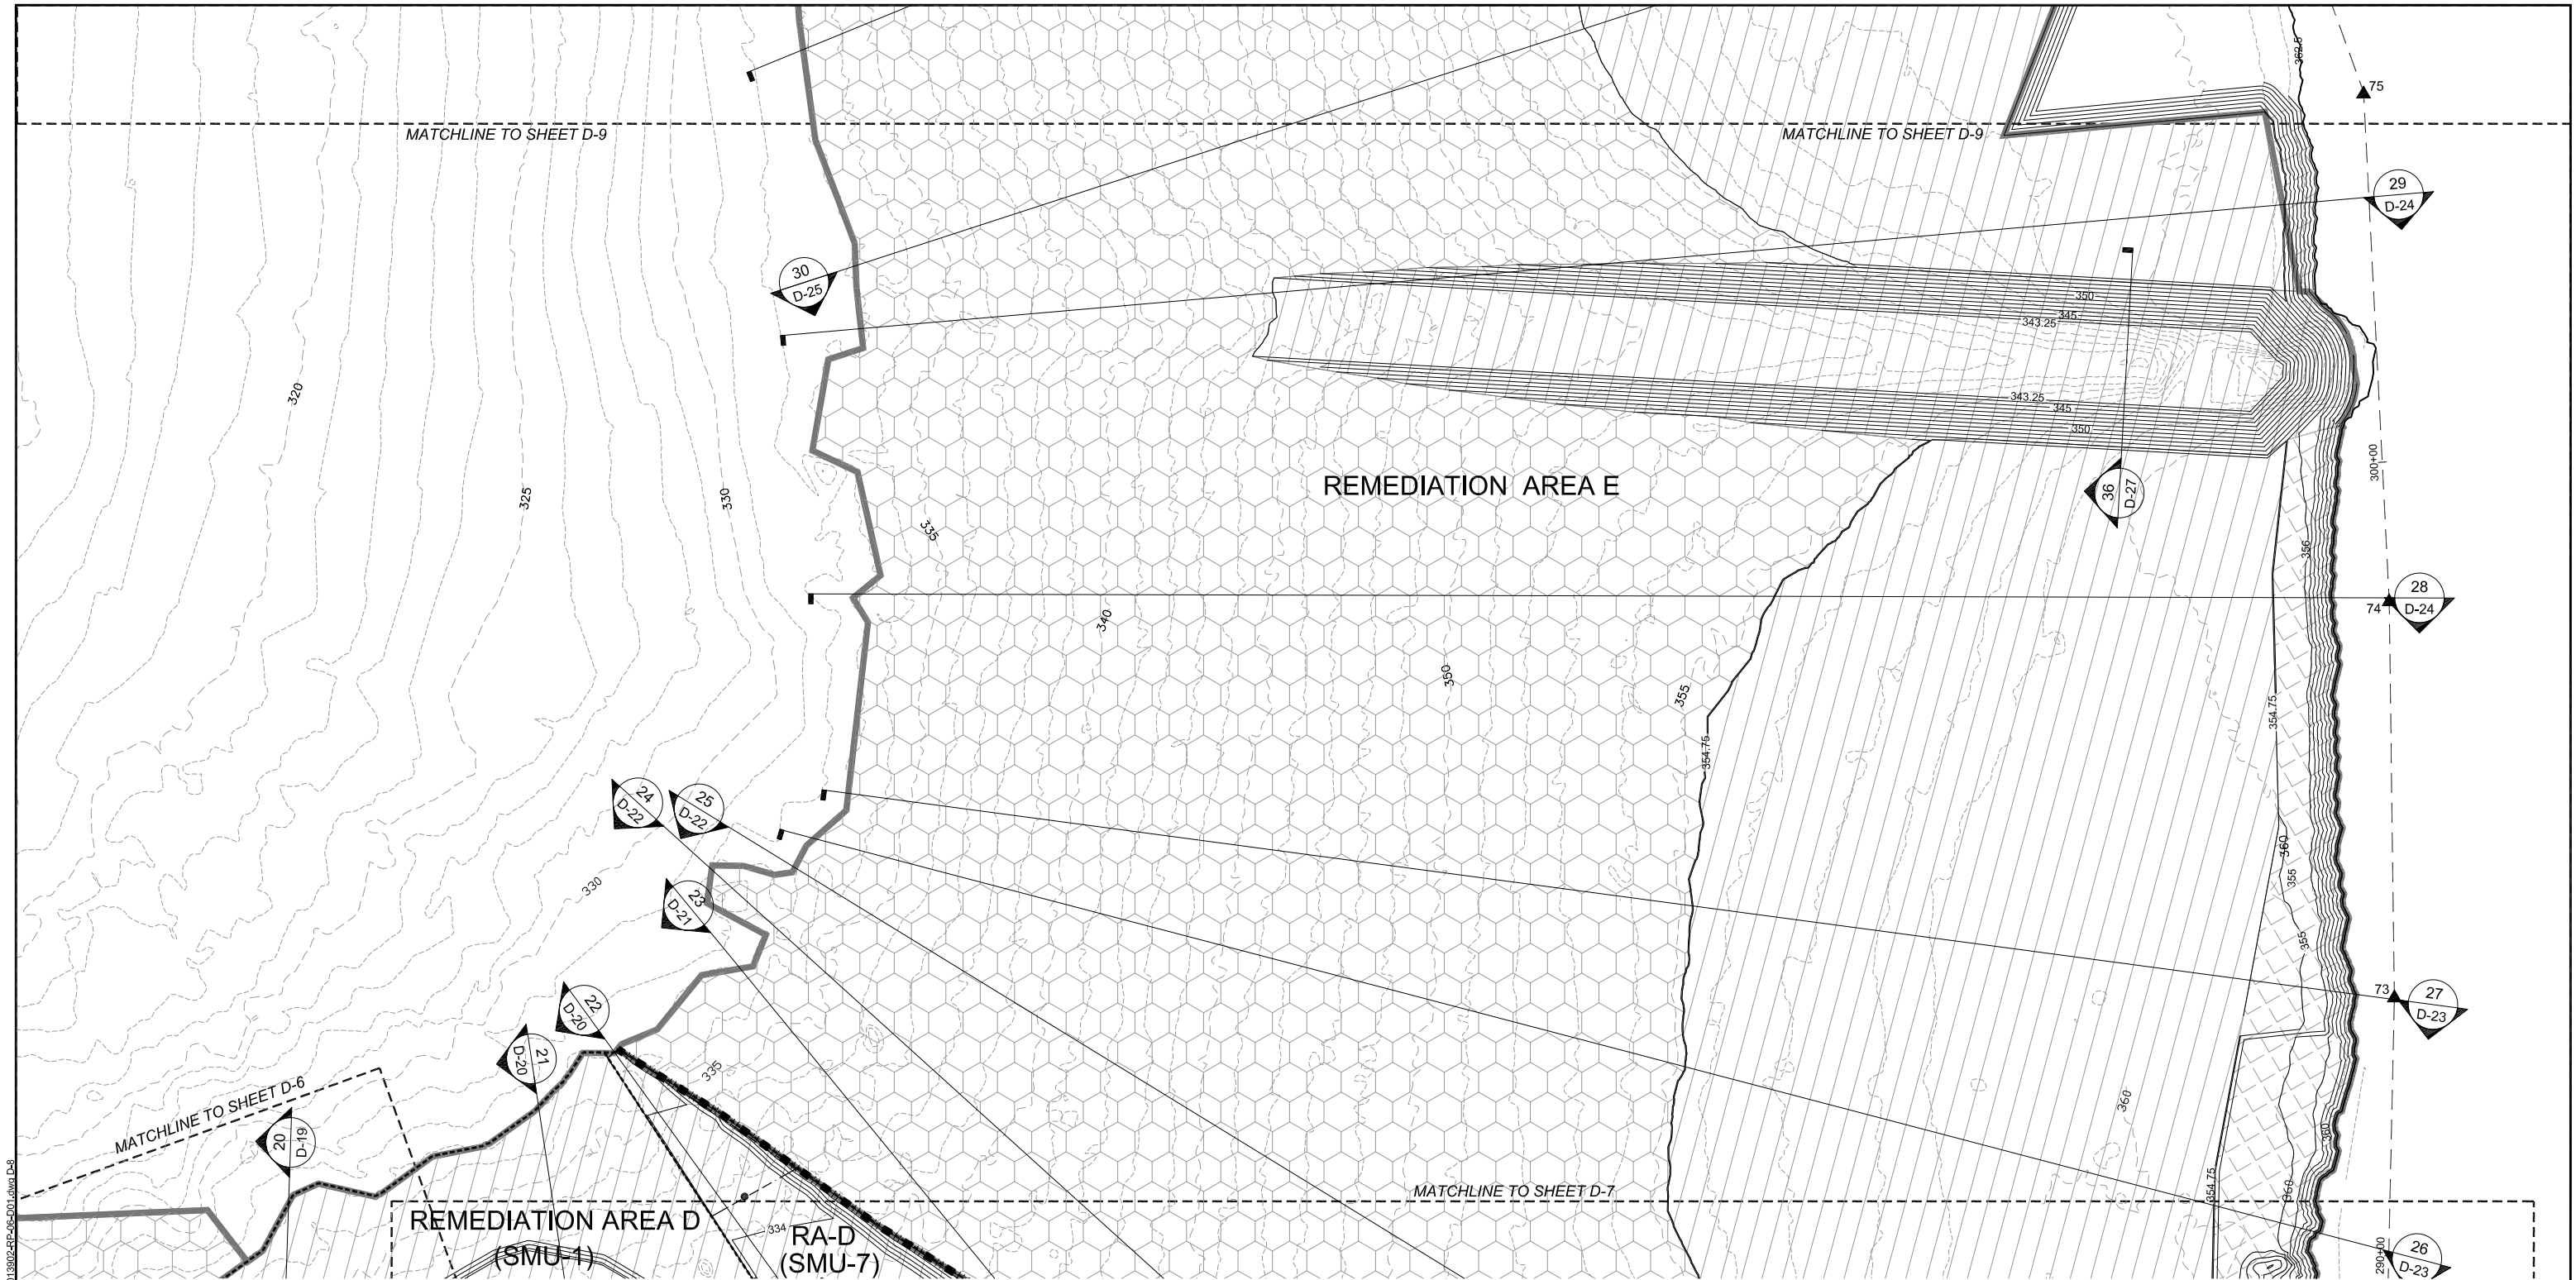 362.5
75
MATCHLINE TO SHEET D-9
MATCHLINE TO SHEET D-9
29
D-24
30
D-25
350
345
343.25
320
343.25
345
350
300+00
325
330
REMEDIATION AREA E
36
D-27
335
356
28
D-24
74
340
350
355
354.75
354.75
24
D-22
25
D-22
360
355
330
23
D-21
355
73
27
D-23
22
D-20
21
D-20
335
360
MATCHLINE TO SHEET D-6
20
D-19
360
354.75
360
MATCHLINE TO SHEET D-7
REMEDIATION AREA D
(SMU-1)
334
RA-D
(SMU-7)
290+00
26
D-23